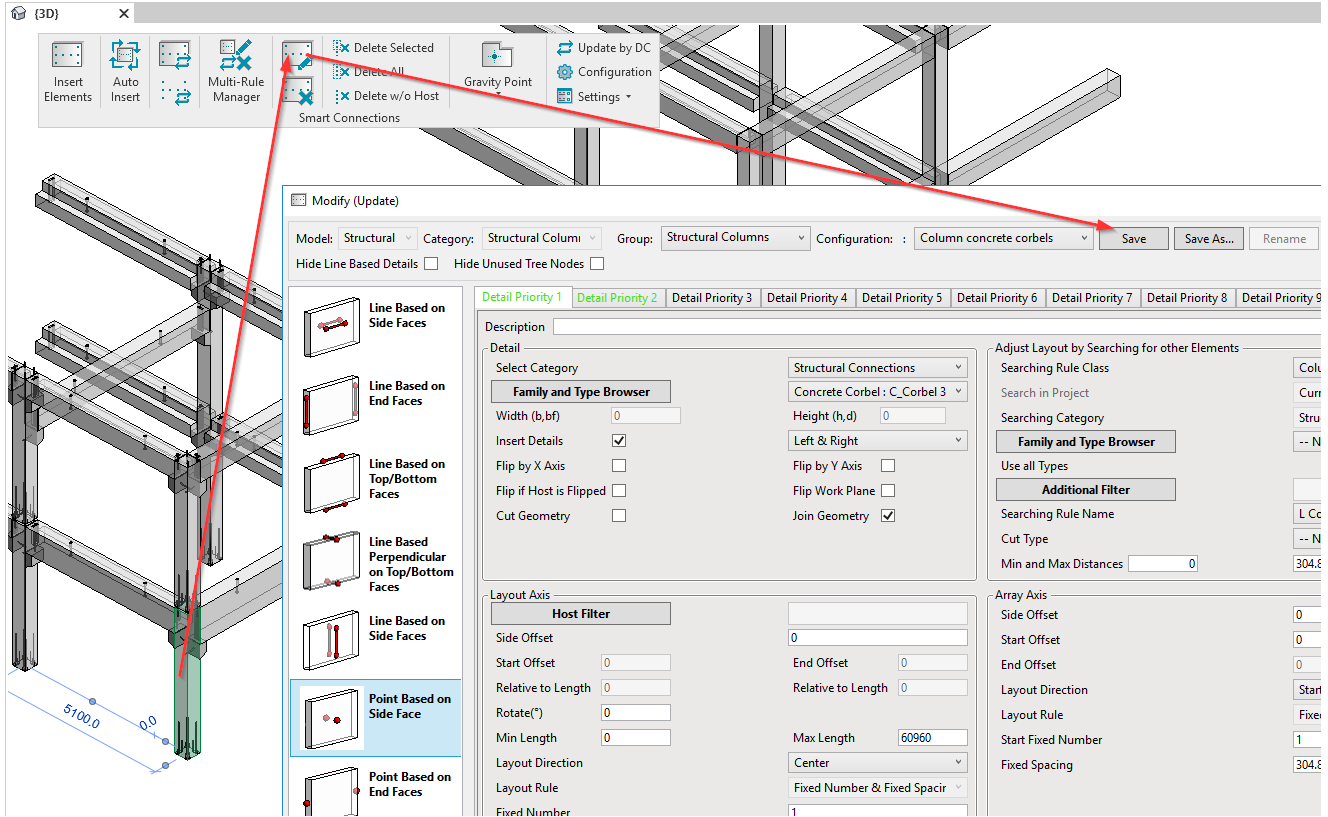 {3D}
Insert
Elements
Auto
Insert
Multi-Rule
Manager
Delete Selected
Delete All
Delete w/o Host
Gravity Point
Update by DC
Configuration
Settings
Smart Connections
Modify (Update)
Model: Structural Category: Structural Colum Group: Structural Columns Configuration: : Column concrete corbels Save Save As... Rename
Hide Line Based Details Hide Unused Tree Nodes
Line Based on
Side Faces
Line Based on
End Faces
Line Based on
Top/Bottom
Faces
Line Based
Perpendicular
on Top/Bottom
Faces
Line Based on
Side Faces
Point Based on
Side Face
Point Based on
End Faces
Detail Priority 1 Detail Priority 2 Detail Priority 3 Detail Priority 4 Detail Priority 5 Detail Priority 6 Detail Priority 7 Detail Priority 8 Detail Priority 9
Description
Detail
Select Category Structural Connections
Family and Type Browser Concrete Corbel : C_Corbel 3
Width (b,bf) 0 Height (h,d) 0
Insert Details Left & Right
Flip by X Axis Flip by Y Axis
Flip if Host is Flipped Flip Work Plane
Cut Geometry Join Geometry
Adjust Layout by Searching for other Elements
Searching Rule Class Colu
Search in Project Curr
Searching Category Stru
Family and Type Browser -- N
Use all Types
Additional Filter
Searching Rule Name L Co
Cut Type -- N
Min and Max Distances 0 304.8
Layout Axis
Host Filter
Side Offset 0
Start Offset 0 End Offset 0
Relative to Length 0 Relative to Length 0
Rotate(°) 0
Min Length 0 Max Length 60960
Layout Direction Center
Layout Rule Fixed Number & Fixed Spacir
Fixed Number 1
Array Axis
Side Offset 0
Start Offset 0
End Offset 0
Layout Direction Start
Layout Rule Fixe
Start Fixed Number 1
Fixed Spacing 304.8
5100.0
0.0